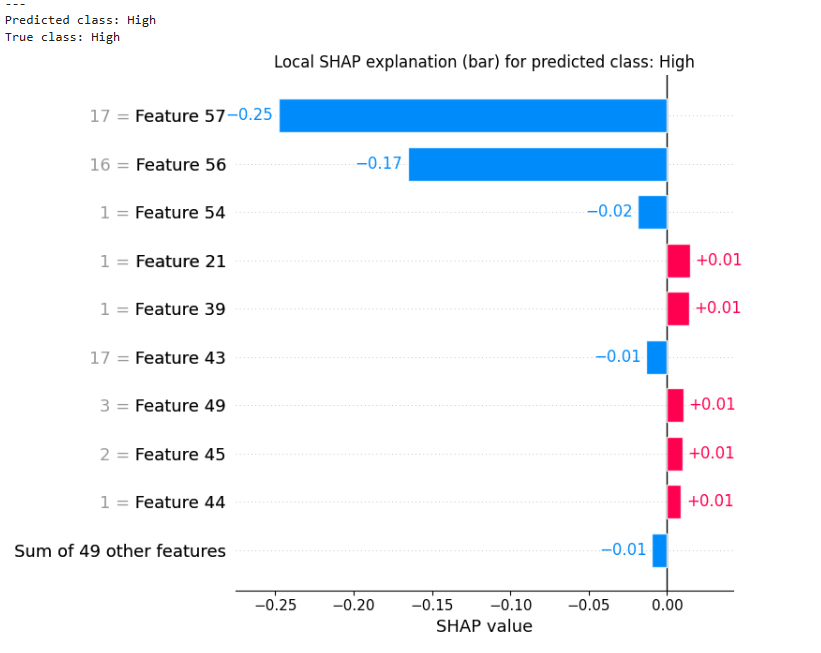 ---
Predicted class: High
True class: High
Local SHAP explanation (bar) for predicted class: High
17 = Feature 57 −0.25
16 = Feature 56 −0.17
1 = Feature 54 −0.02
1 = Feature 21 +0.01
1 = Feature 39 +0.01
17 = Feature 43 −0.01
3 = Feature 49 +0.01
2 = Feature 45 +0.01
1 = Feature 44 +0.01
Sum of 49 other features −0.01
−0.25 −0.20 −0.15 −0.10 −0.05 0.00
SHAP value